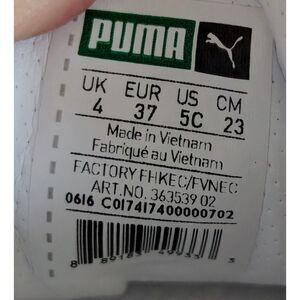 PUMA
UK EUR US CM
4 37 5C 23
Made in Vietnam
Fabriqué au Vietnam
FACTORY FHKEC/FVNEC
ART.NO. 363539 02
0616 C0174174000000702